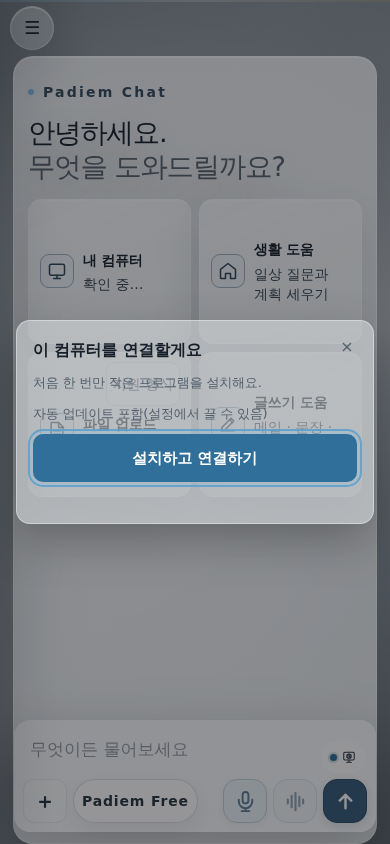 Padiem Chat
안녕하세요.
무엇을 도와드릴까요?
내 컴퓨터
확인 중…
생활 도움
일상 질문과
계획 세우기
이 컴퓨터를 연결할게요
처음 한 번만 작은 프로그램을 설치해요.
자동 업데이트 포함(설정에서 끌 수 있음)
파일 업로드
글쓰기 도움
메일 · 문장 ·
설치하고 연결하기
무엇이든 물어보세요
Padiem Free